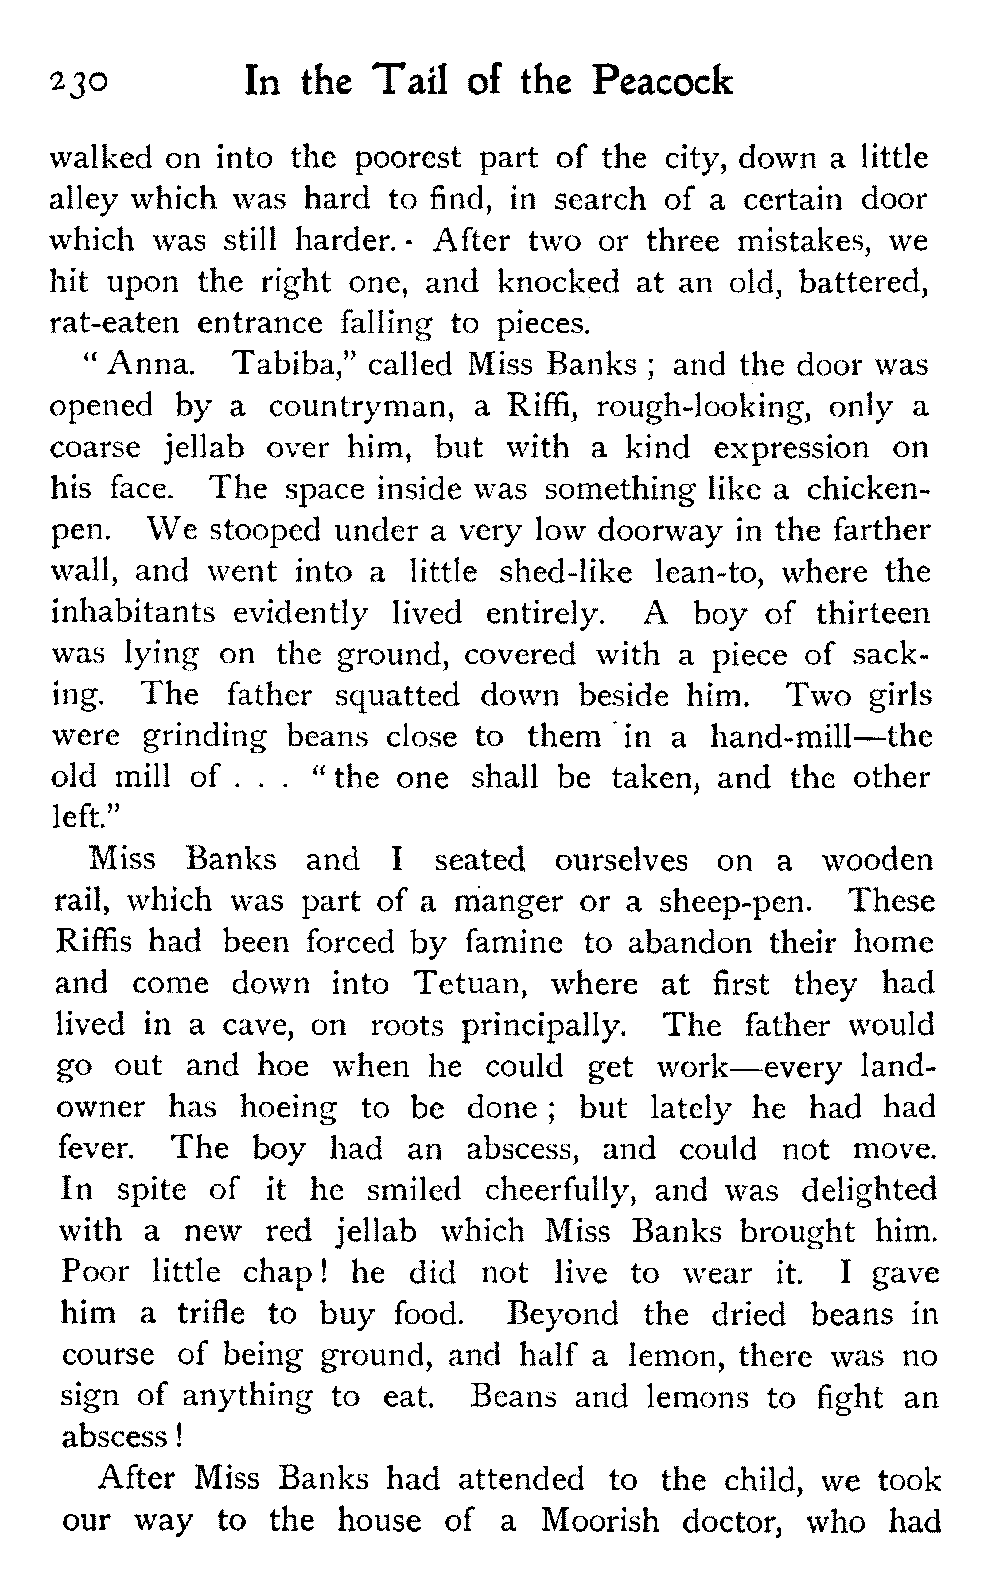 230 In the Tail of the Peacock
walked on into the poorest part of the city, down a little
alley which was hard to find, in search of a certain door
which was still harder. · After two or three mistakes, we
hit upon the right one, and knocked at an old, battered,
rat-eaten entrance falling to pieces.
“ Anna. Tabiba,” called Miss Banks ; and the door was
opened by a countryman, a Riffi, rough-looking, only a
coarse jellab over him, but with a kind expression on
his face. The space inside was something like a chicken-
pen. We stooped under a very low doorway in the farther
wall, and went into a little shed-like lean-to, where the
inhabitants evidently lived entirely. A boy of thirteen
was lying on the ground, covered with a piece of sack-
ing. The father squatted down beside him. Two girls
were grinding beans close to them in a hand-mill—the
old mill of . . . “ the one shall be taken, and the other
left.”
Miss Banks and I seated ourselves on a wooden
rail, which was part of a manger or a sheep-pen. These
Riffis had been forced by famine to abandon their home
and come down into Tetuan, where at first they had
lived in a cave, on roots principally. The father would
go out and hoe when he could get work—every land-
owner has hoeing to be done ; but lately he had had
fever. The boy had an abscess, and could not move.
In spite of it he smiled cheerfully, and was delighted
with a new red jellab which Miss Banks brought him.
Poor little chap! he did not live to wear it. I gave
him a trifle to buy food. Beyond the dried beans in
course of being ground, and half a lemon, there was no
sign of anything to eat. Beans and lemons to fight an
abscess !
After Miss Banks had attended to the child, we took
our way to the house of a Moorish doctor, who had